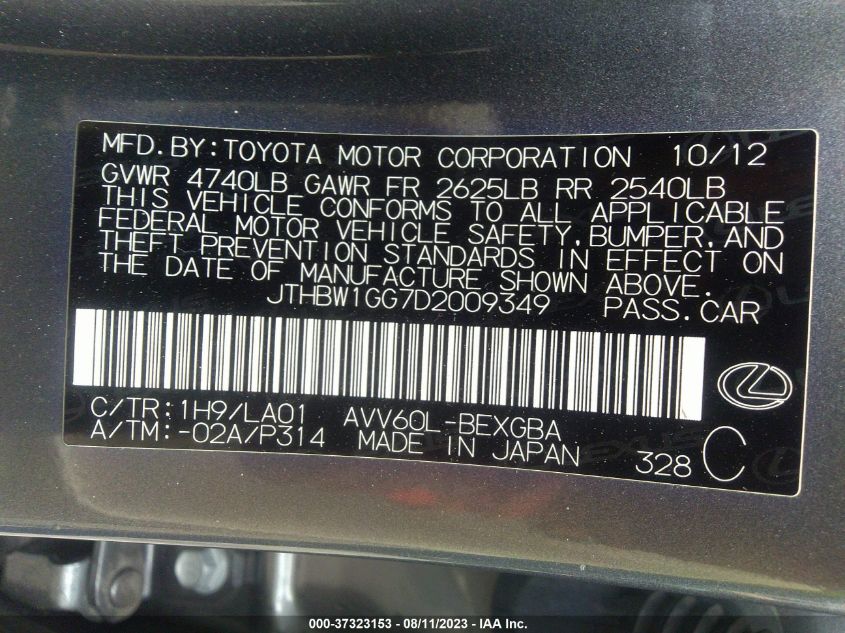 MFD.BY:TOYOTA MOTOR CORPORATION 10/12
GVWR 4740LB GAWR FR 2625LB RR 2540LB
THIS VEHICLE CONFORMS TO ALL APPLICABLE
FEDERAL MOTOR VEHICLE SAFETY,BUMPER,AND
THEFT PREVENTION STANDARDS IN EFFECT ON
THE DATE OF MANUFACTURE SHOWN ABOVE.
JTHBW1GG7D2009349 PASS.CAR
C/TR:1H9/LA01 AVV60L-BEXGBA
A/TM:-02A/P314 MADE IN JAPAN 328 C
000-37323153 - 08/11/2023 - IAA Inc.